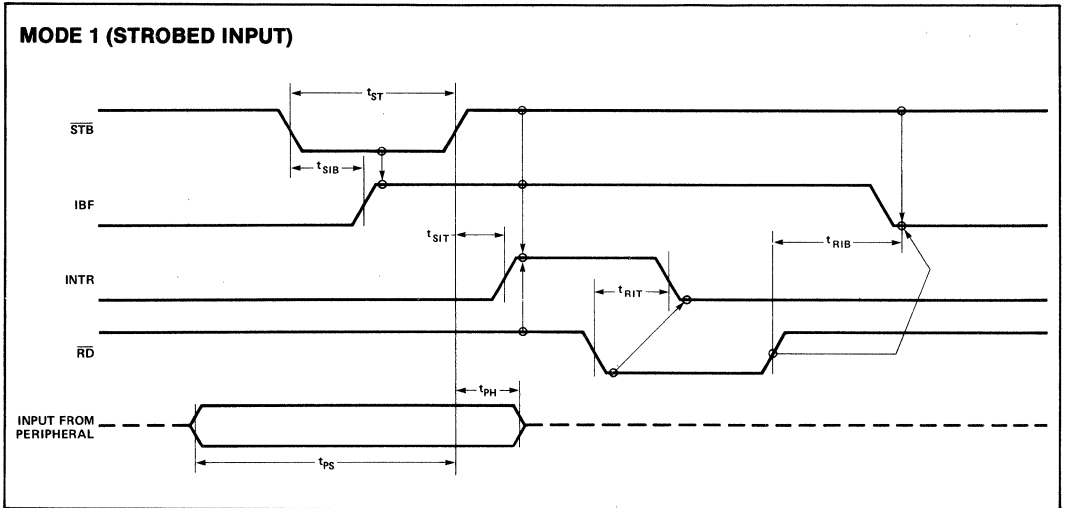 MODE 1 (STROBED INPUT)
tST
STB
tSIB
IBF
tSIT
tRIB
INTR
tRIT
RD
tPH
INPUT FROM
PERIPHERAL
tPS